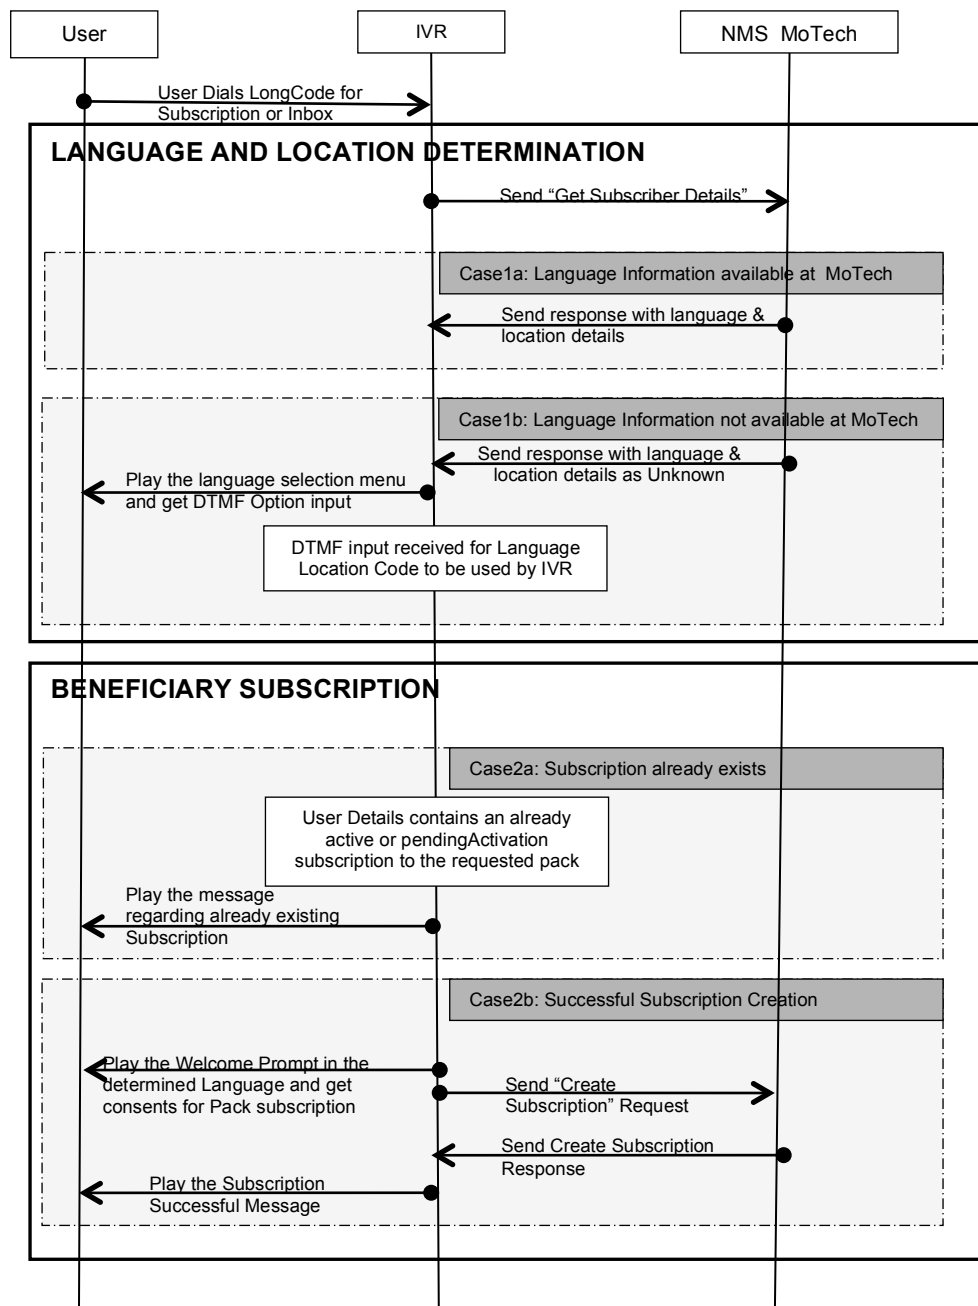 User
IVR
NMS MoTech
User Dials LongCode for
Subscription or Inbox
LANGUAGE AND LOCATION DETERMINATION
Send “Get Subscriber Details”
Case1a: Language Information available at MoTech
Send response with language &
location details
Case1b: Language Information not available at MoTech
Send response with language &
location details as Unknown
Play the language selection menu
and get DTMF Option input
DTMF input received for Language
Location Code to be used by IVR
BENEFICIARY SUBSCRIPTION
Case2a: Subscription already exists
User Details contains an already
active or pendingActivation
subscription to the requested pack
Play the message
regarding already existing
Subscription
Case2b: Successful Subscription Creation
Play the Welcome Prompt in the
determined Language and get
consents for Pack subscription
Send “Create
Subscription” Request
Send Create Subscription
Response
Play the Subscription
Successful Message